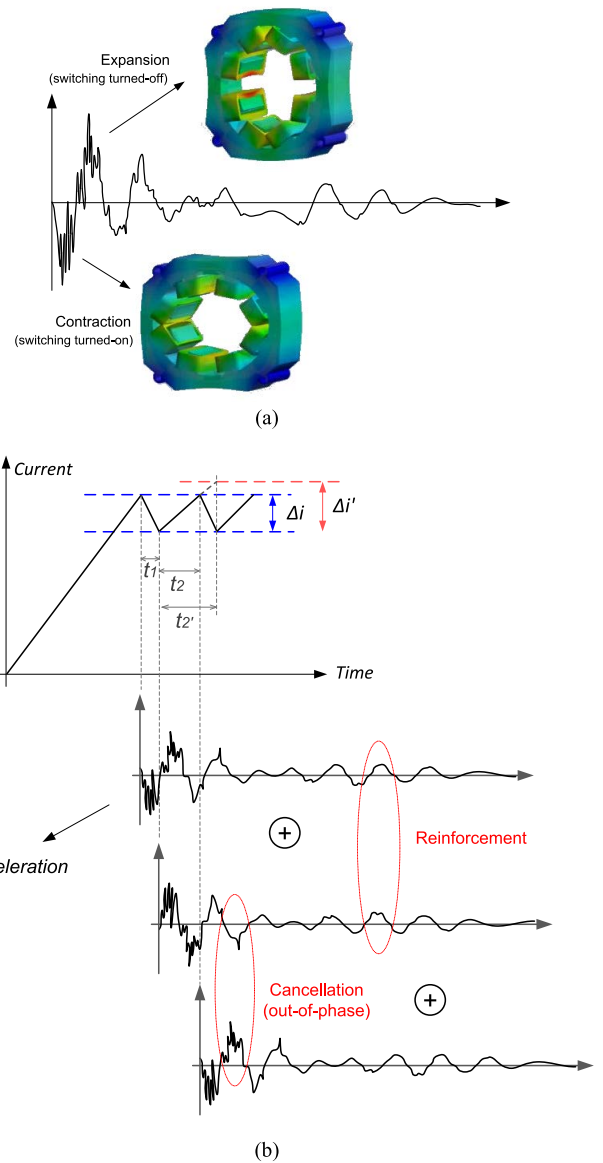 Expansion
(switching turned-off)
Contraction
(switching turned-on)
(a)
Current
Δi
Δi'
t1
t2
t2'
Time
Reinforcement
+
eleration
Cancellation
(out-of-phase)
+
(b)